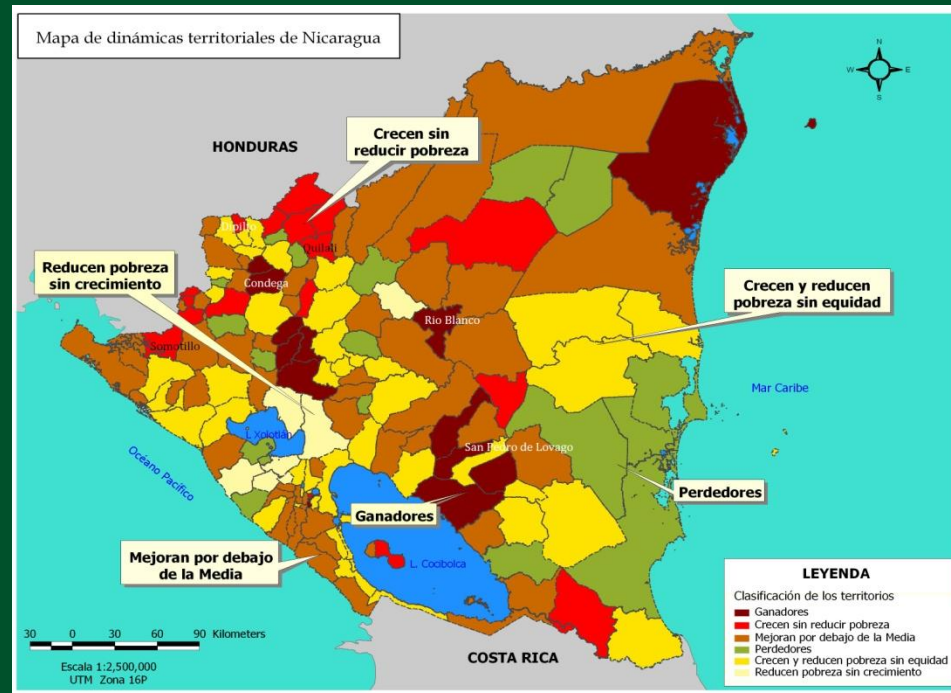 Mapa de dinámicas territoriales de Nicaragua
N
W E
S
HONDURAS
Crecen sin
reducir pobreza
Dipilto
Quilalí
Reducen pobreza
sin crecimiento
Condega
Crecen y reducen
pobreza sin equidad
Río Blanco
Somotillo
Mar Caribe
L Xolotlán
San Pedro de Lovago
Océano Pacífico
Perdedores
Ganadores
Mejoran por debajo
de la Media
L. Cocibolca
30 0 30 60 90 Kilometers
Escala 1:2,500,000
UTM Zona 16P
COSTA RICA
LEYENDA
Clasificación de los territorios
Ganadores
Crecen sin reducir pobreza
Mejoran por debajo de la Media
Perdedores
Crecen y reducen pobreza sin equidad
Reducen pobreza sin crecimiento